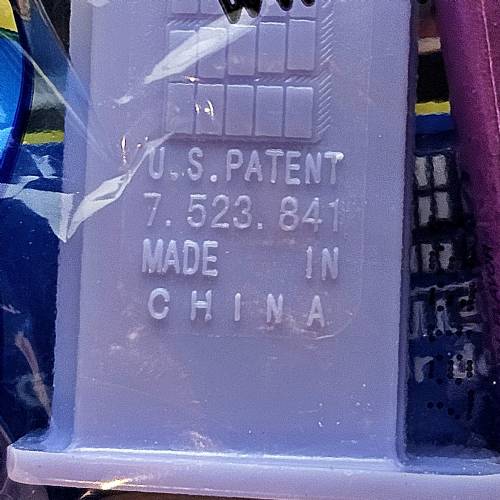 U.S. PATENT
7.523.841
MADE IN
CHINA